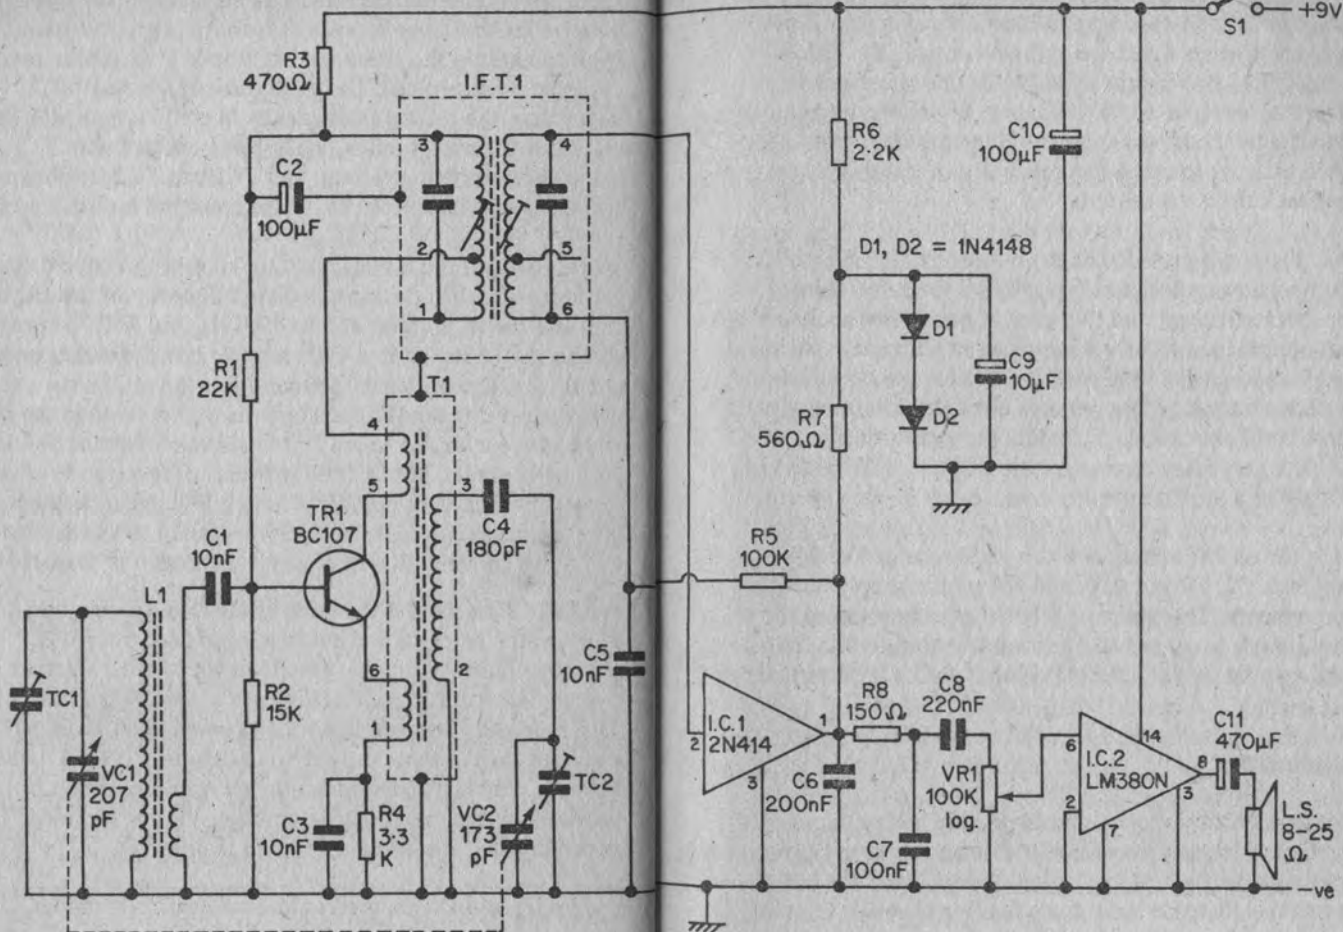 +9V
S1
R3
470Ω
I.F.T.1
3
4
C2
100µF
2
5
1
6
R6
2·2K
C10
100µF
D1, D2 = 1N4148
D1
D2
C9
10µF
R7
560Ω
R1
22K
T1
4
5
3
C4
180pF
TR1
BC107
C1
10nF
L1
R5
100K
6
2
1
C5
10nF
R2
15K
TC1
VC1
207
pF
C3
10nF
R4
3·3
K
VC2
173
pF
TC2
2
I.C.1
2N414
1
3
R8
150Ω
C8
220nF
C6
200nF
C7
100nF
VR1
100K
log.
6
14
I.C.2
LM380N
2
7
8
3
C11
470µF
L.S.
8-25
Ω
-ve